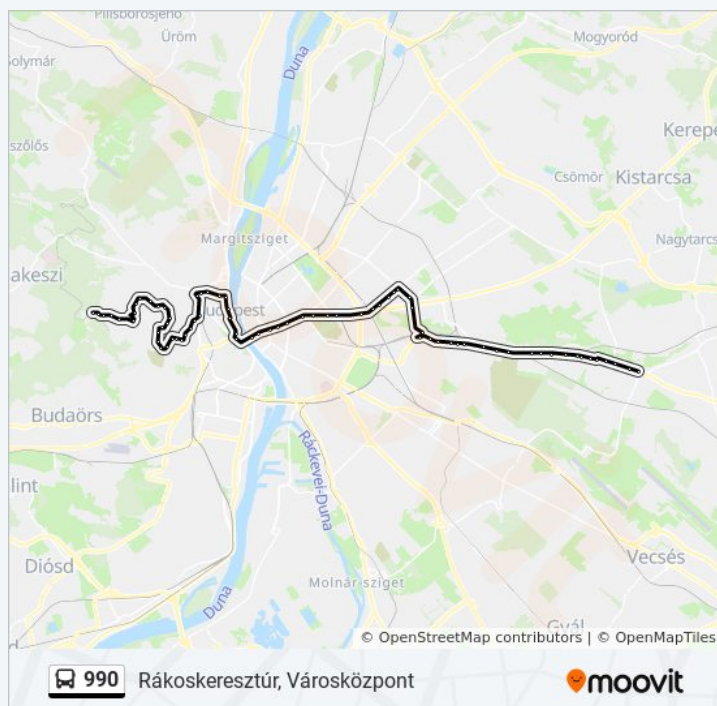 Pilisborosjenő
Üröm
Duna
Mogyoród
Solymár
Kerepe
szőlős
Csömör
Kistarcsa
Margitsziget
Nagytarcs
akeszi
Budapest
Budaörs
Ráckevei-Duna
lint
Vecsés
Diósd
Molnár-sziget
Duna
Gyál
d
© OpenStreetMap contributors | © OpenMapTiles
990 Rákoskeresztúr, Városközpont
moovit